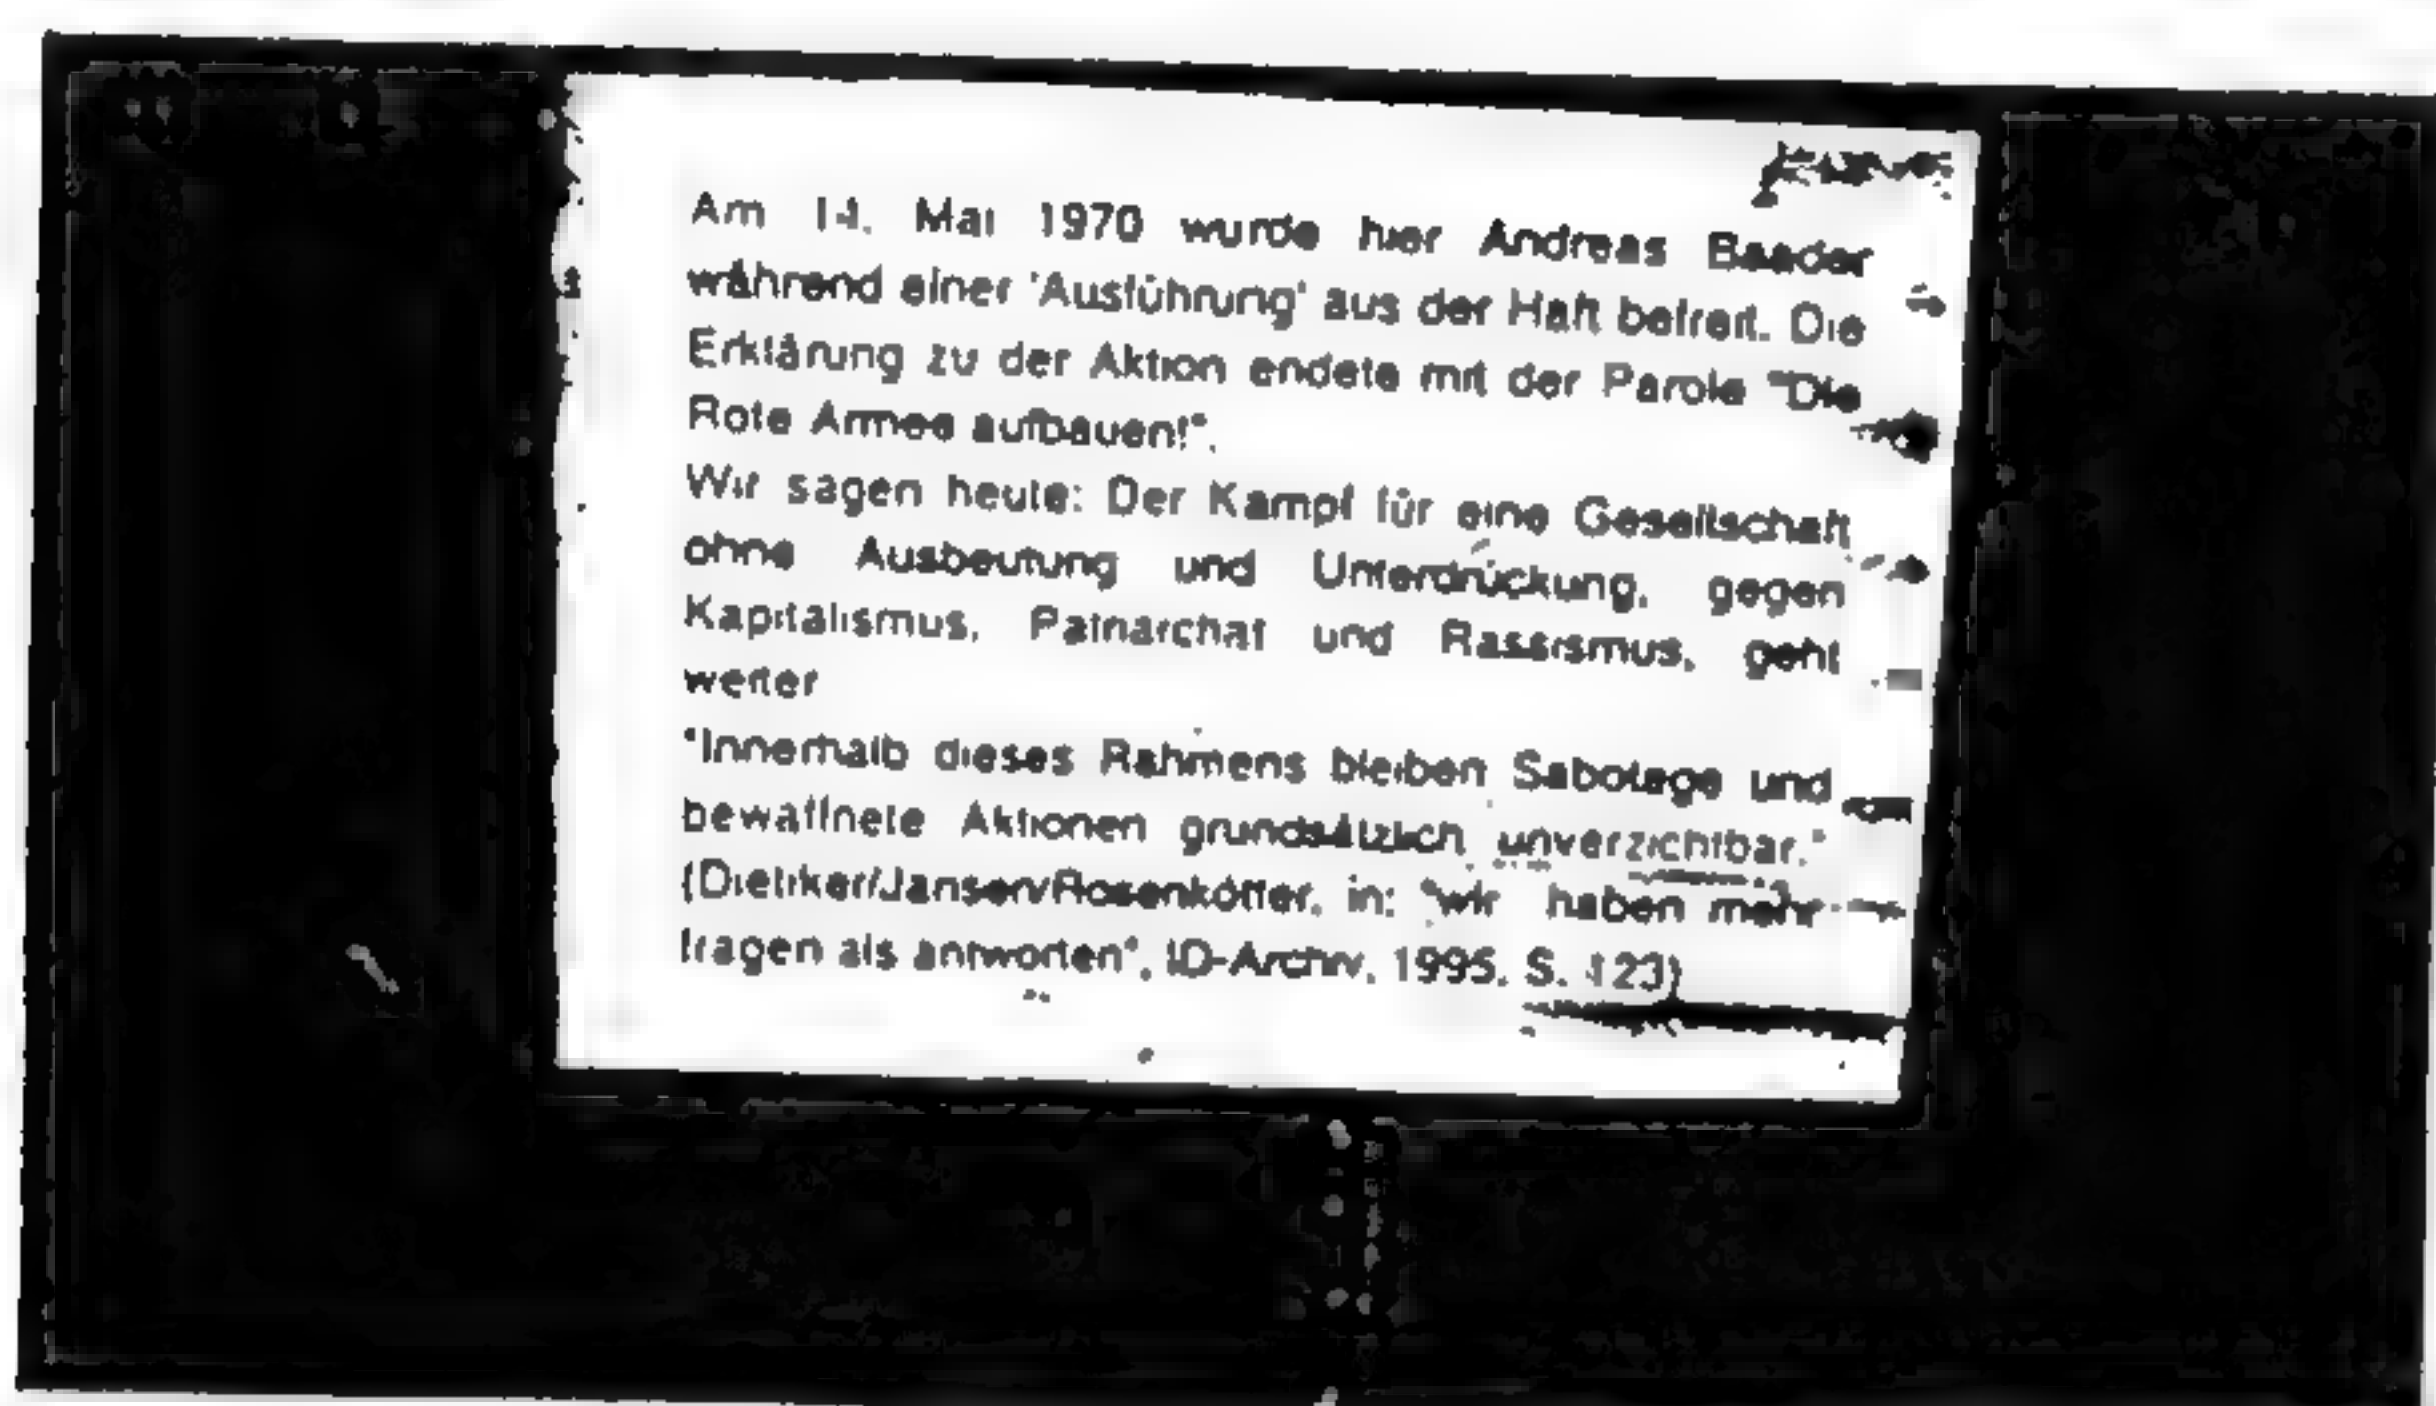 Am 14. Mai 1970 wurde hier Andreas Baader
während einer 'Ausführung' aus der Haft befreit. Die
Erklärung zu der Aktion endete mit der Parole "Die
Rote Armee aufbauen!".
Wir sagen heute: Der Kampf für eine Gesellschaft
ohne Ausbeutung und Unterdrückung, gegen
Kapitalismus, Patriarchat und Rassismus, geht
weiter
"Innerhalb dieses Rahmens bleiben Sabotage und
bewaffnete Aktionen grundsätzlich unverzichtbar."
(Dietiker/Jansen/Rosenkötter, in: "wir haben mehr
fragen als antworten", ID-Archiv, 1995, S. 123)